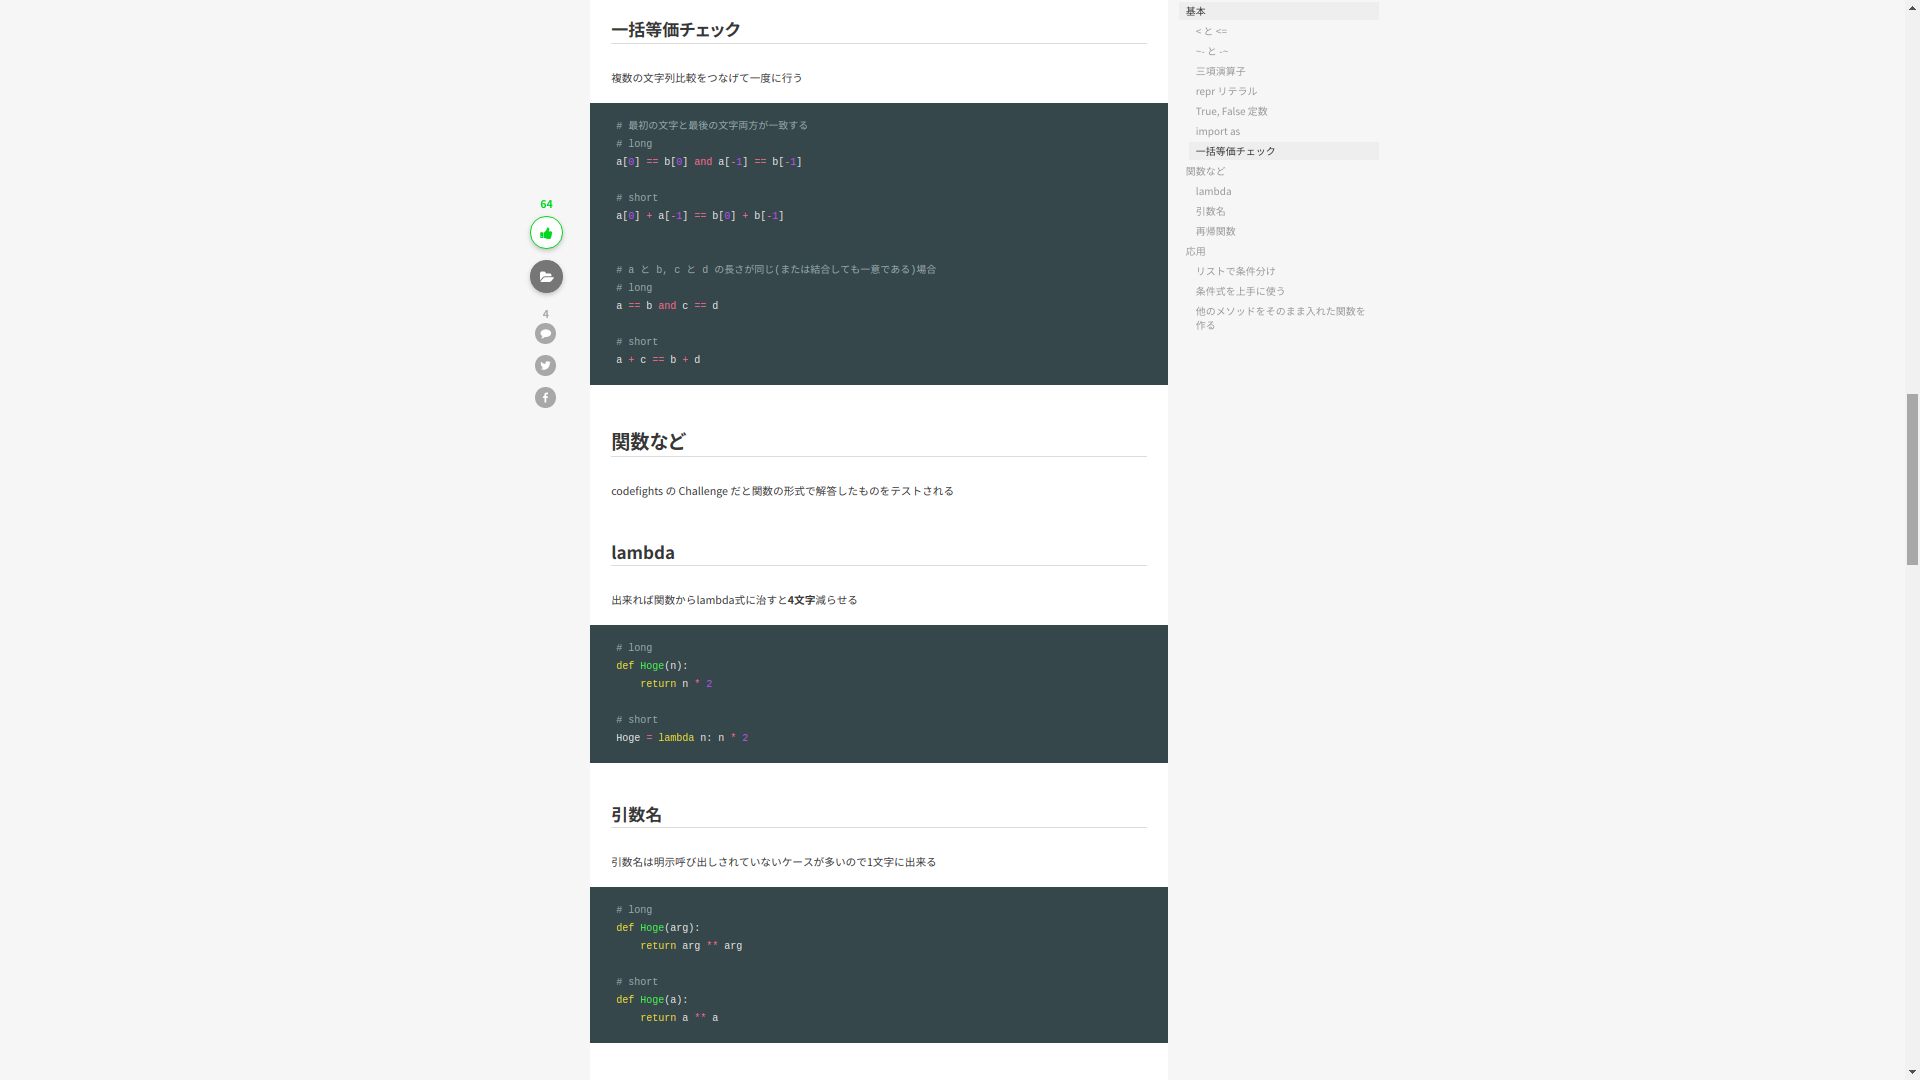 一括等価チェック
複数の文字列比較をつなげて一度に行う
# 最初の文字と最後の文字両方が一致する
# long
a[0] == b[0] and a[-1] == b[-1]
# short
a[0] + a[-1] == b[0] + b[-1]
# a と b, c と d の長さが同じ(または結合しても一意である)場合
# long
a == b and c == d
# short
a + c == b + d
関数など
codefights の Challenge だと関数の形式で解答したものをテストされる
lambda
出来れば関数からlambda式に治すと4文字減らせる
# long
def Hoge(n):
    return n * 2
# short
Hoge = lambda n: n * 2
引数名
引数名は明示呼び出しされていないケースが多いので1文字に出来る
# long
def Hoge(arg):
    return arg ** arg
# short
def Hoge(a):
    return a ** a
64
4
基本
< と <=
~- と -~
三項演算子
repr リテラル
True, False 定数
import as
一括等価チェック
関数など
lambda
引数名
再帰関数
応用
リストで条件分け
条件式を上手に使う
他のメソッドをそのまま入れた関数を
作る